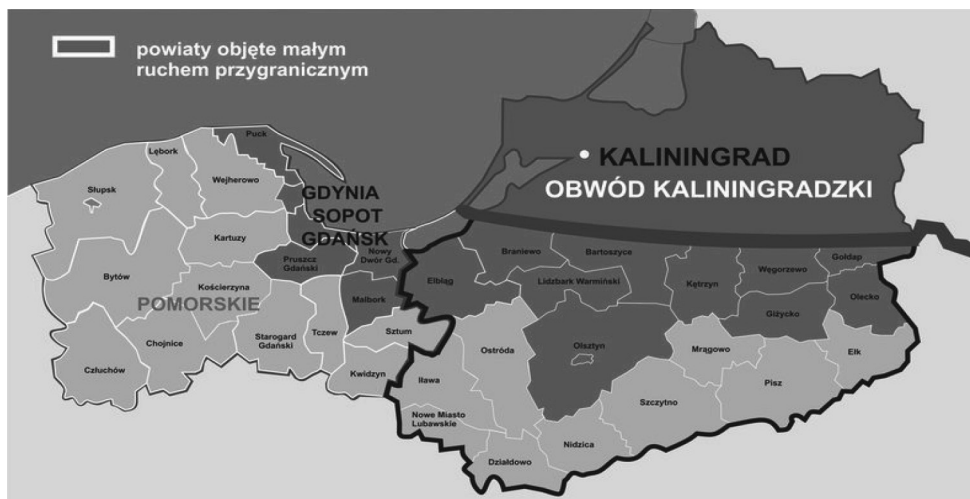 powiaty objęte małym
ruchem przygranicznym
Puck
Lębork
Wejherowo
Słupsk
GDYNIA
SOPOT
GDAŃSK
KALININGRAD
OBWÓD KALININGRADZKI
Kartuzy
Pruszcz
Gdański
Nowy
Dwór Gd.
Bytów
Kościerzyna
POMORSKIE
Malbork
Chojnice
Starogard
Gdański
Tczew
Sztum
Człuchów
Kwidzyn
Elbląg
Braniewo
Bartoszyce
Lidzbark Warmiński
Kętrzyn
Węgorzewo
Gołdap
Giżycko
Olecko
Ostróda
Olsztyn
Mrągowo
Ełk
Iława
Pisz
Szczytno
Nowe Miasto
Lubawskie
Nidzica
Działdowo